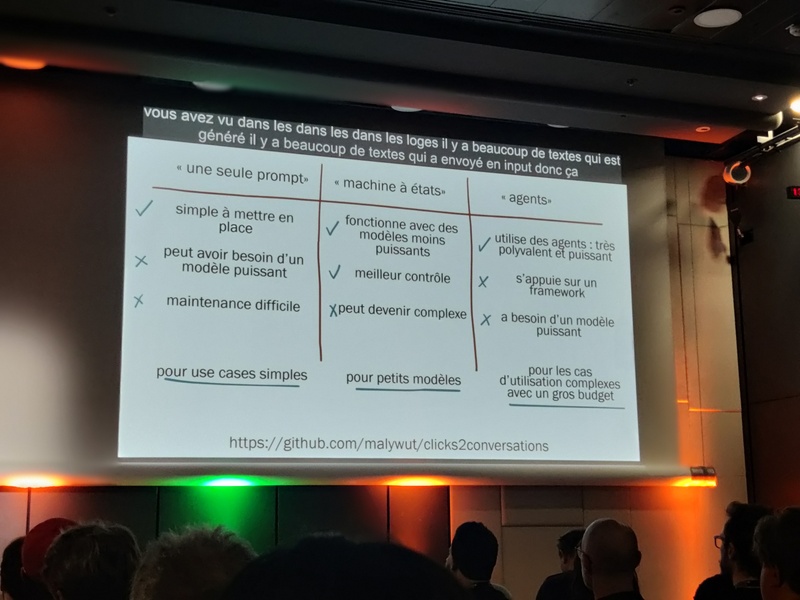 vous avez vu dans les dans les dans les loges il y a beaucoup de textes qui est
généré il y a beaucoup de textes qui a envoyé en input donc ça
« une seule prompt»
simple à mettre en
place
peut avoir besoin d'un
modèle puissant
maintenance difficile
pour use cases simples
« machine à états»
fonctionne avec des
modèles moins
puissants
meilleur contrôle
peut devenir complexe
pour petits modèles
« agents»
utilise des agents : très
polyvalent et puissant
s'appuie sur un
framework
a besoin d'un modèle
puissant
pour les cas
d'utilisation complexes
avec un gros budget
https://github.com/malywut/clicks2conversations